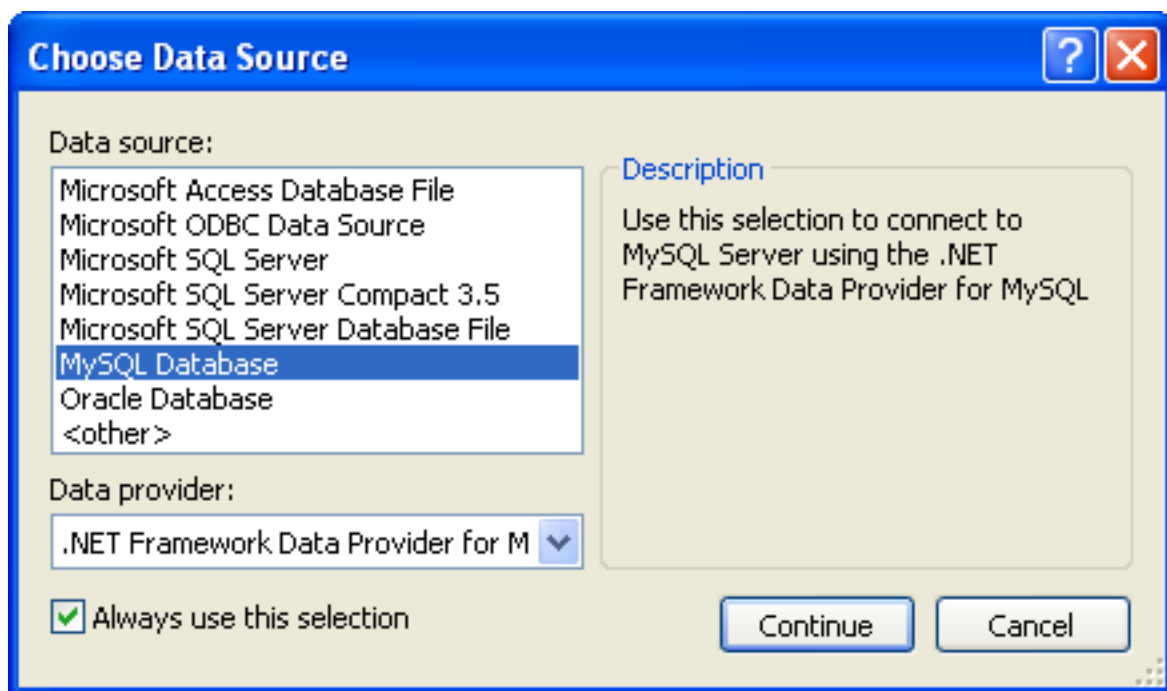 Choose Data Source
Data source:
Microsoft Access Database File
Microsoft ODBC Data Source
Microsoft SQL Server
Microsoft SQL Server Compact 3.5
Microsoft SQL Server Database File
MySQL Database
Oracle Database
<other>
Data provider:
.NET Framework Data Provider for M
Always use this selection
Description
Use this selection to connect to
MySQL Server using the .NET
Framework Data Provider for MySQL
Continue
Cancel